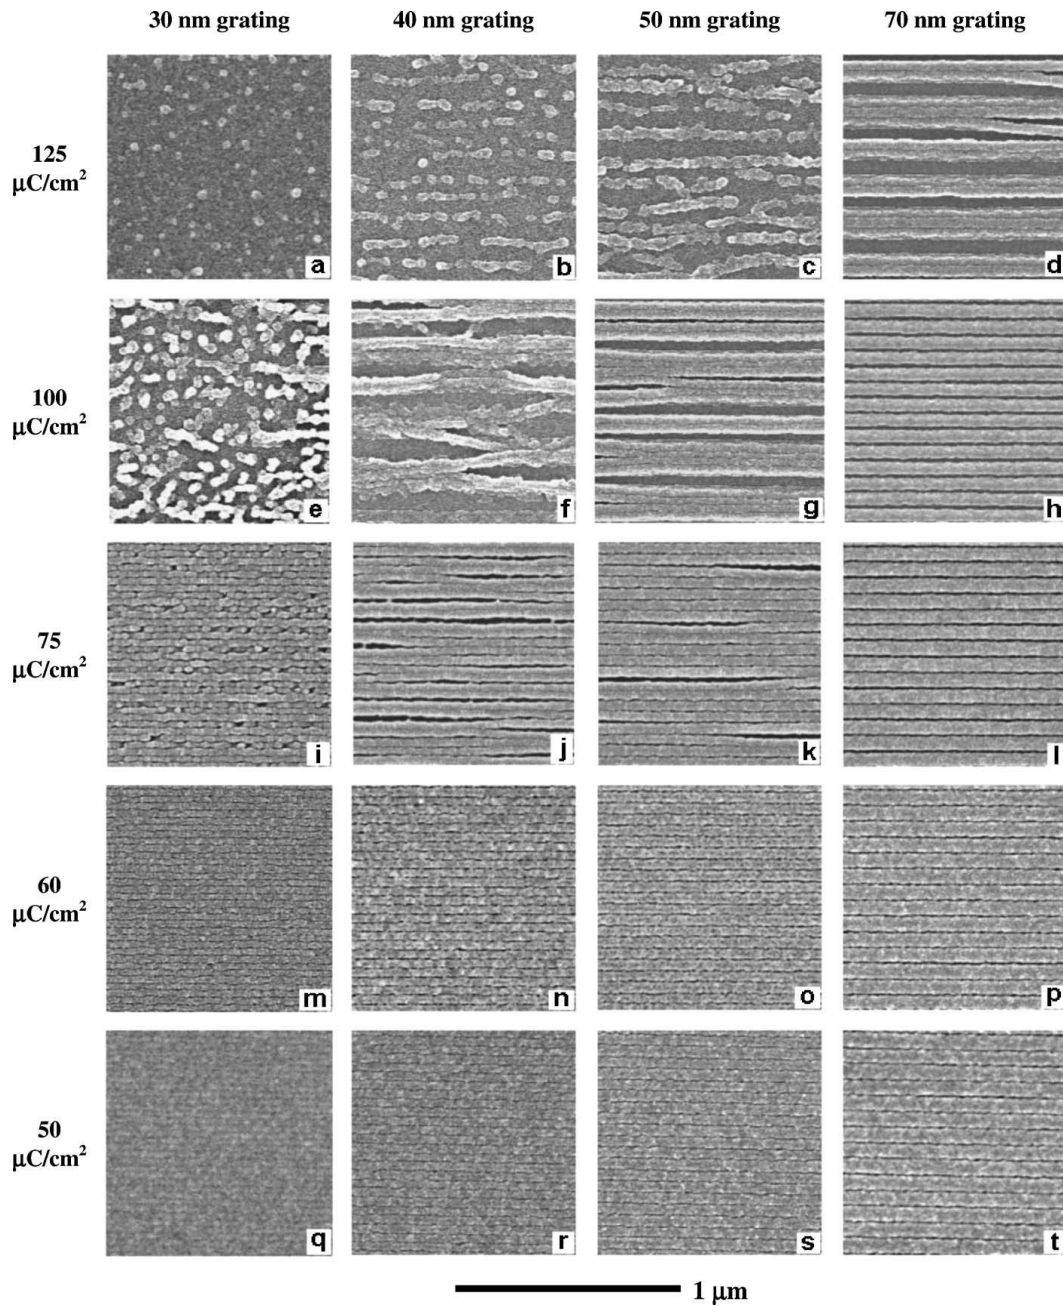 30 nm grating 40 nm grating 50 nm grating 70 nm grating
125
μC/cm²
a b c d
100
μC/cm²
e f g h
75
μC/cm²
i j k l
60
μC/cm²
m n o p
50
μC/cm²
q r s t
1 μm